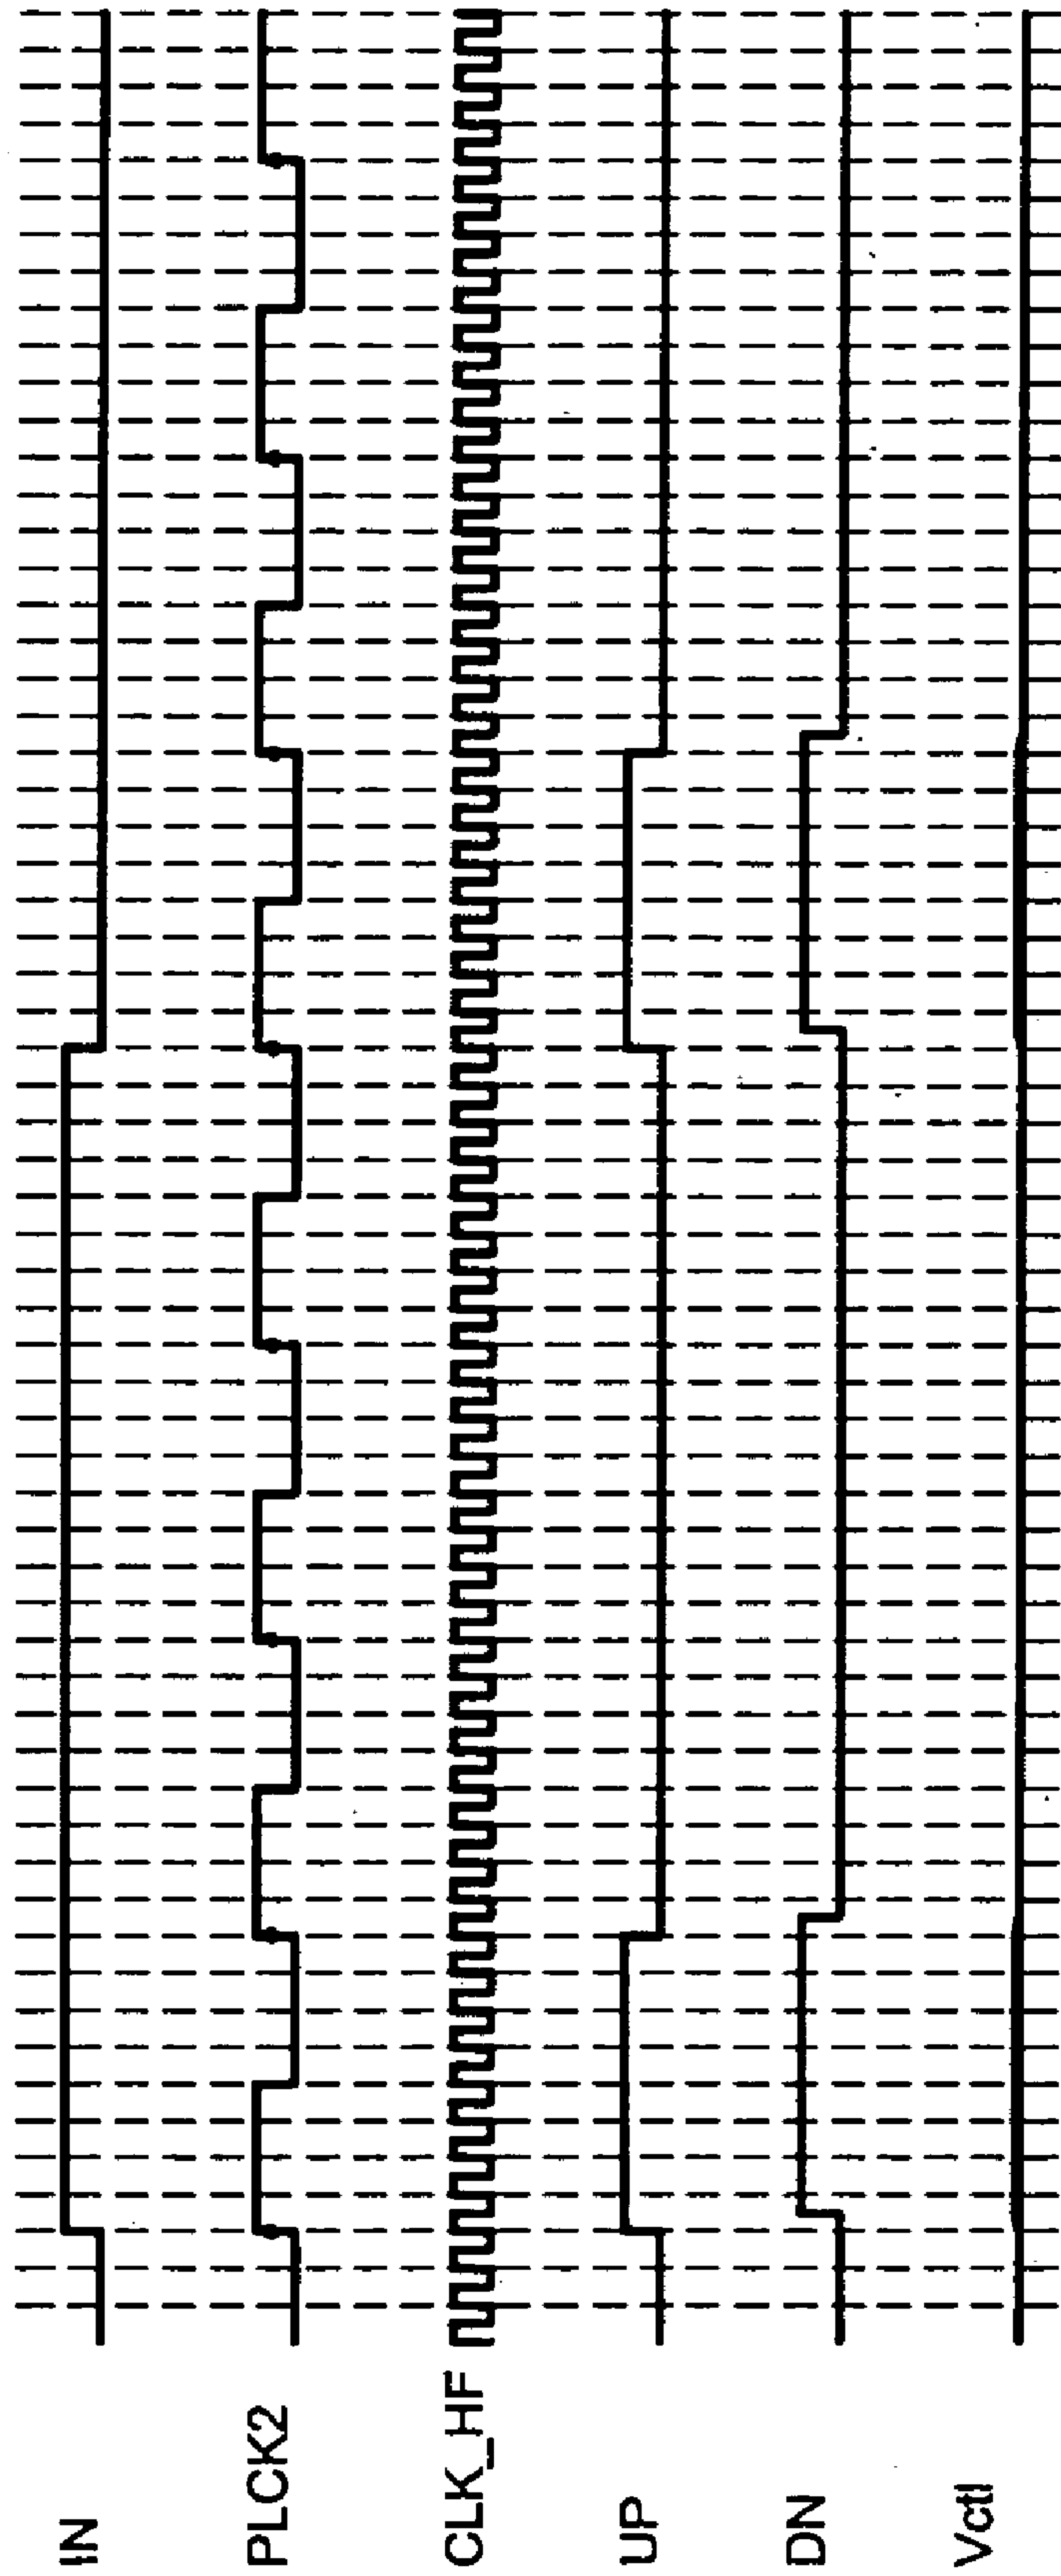 IN
PLCK2
CLK_HF
UP
DN
Vctl